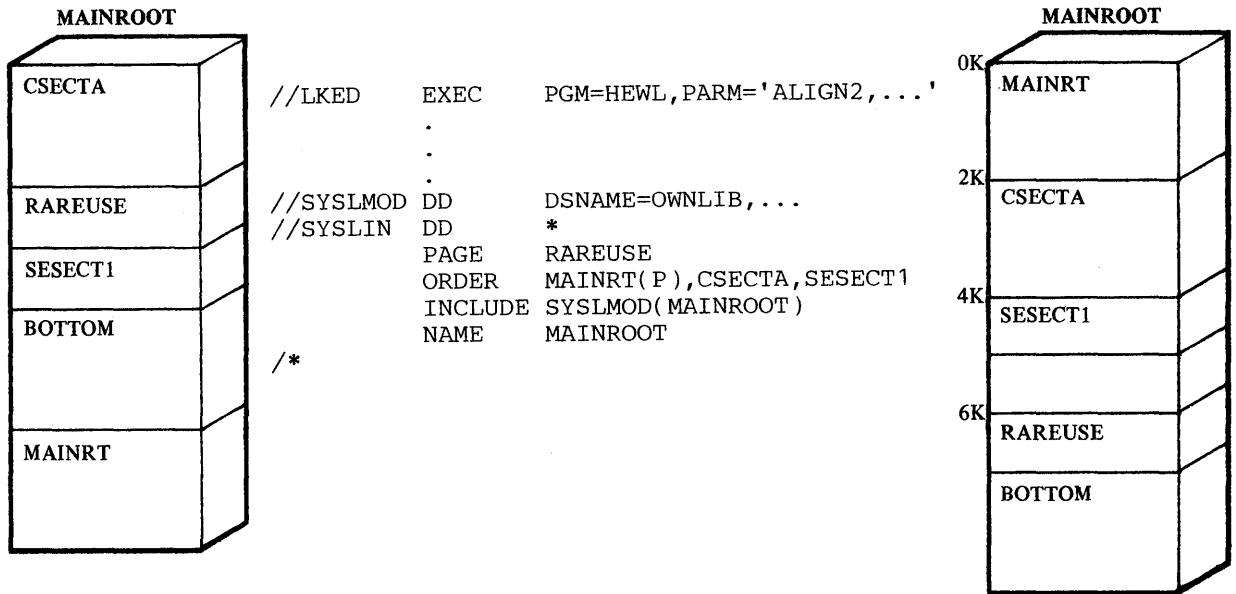 MAINROOT
CSECTA
RAREUSE
SESECT1
BOTTOM
MAINRT
//LKED EXEC PGM=HEWL,PARM='ALIGN2,...'
.
.
.
//SYSLMOD DD DSNAME=OWNLIB,...
//SYSLIN DD *
PAGE RAREUSE
ORDER MAINRT(P),CSECTA,SESECT1
INCLUDE SYSLMOD(MAINROOT)
NAME MAINROOT
/*
MAINROOT
0K
MAINRT
2K
CSECTA
4K
SESECT1
6K
RAREUSE
BOTTOM